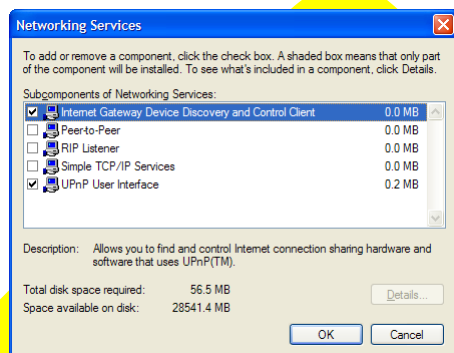 Networking Services
To add or remove a component, click the check box. A shaded box means that only part
of the component will be installed. To see what's included in a component, click Details.
Subcomponents of Networking Services:
Internet Gateway Device Discovery and Control Client 0.0 MB
Peer-to-Peer 0.0 MB
RIP Listener 0.0 MB
Simple TCP/IP Services 0.0 MB
UPnP User Interface 0.2 MB
Description: Allows you to find and control Internet connection sharing hardware and
software that uses UPnP(TM).
Total disk space required: 56.5 MB
Details...
Space available on disk: 28541.4 MB
OK Cancel